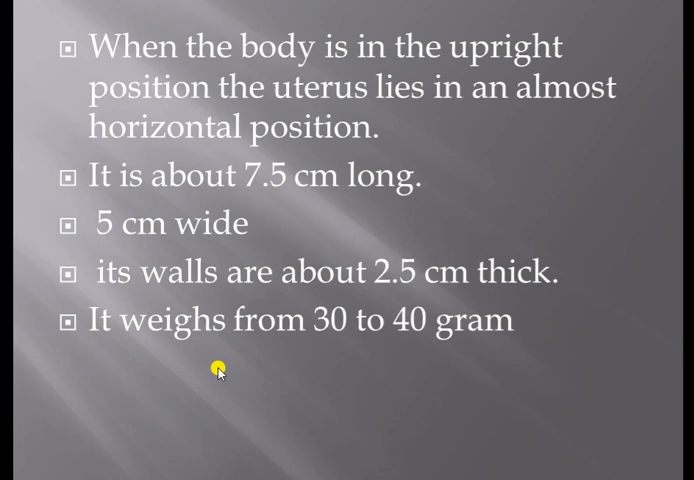 When the body is in the upright
position the uterus lies in an almost
horizontal position.
It is about 7.5 cm long.
5 cm wide
its walls are about 2.5 cm thick.
It weighs from 30 to 40 gram